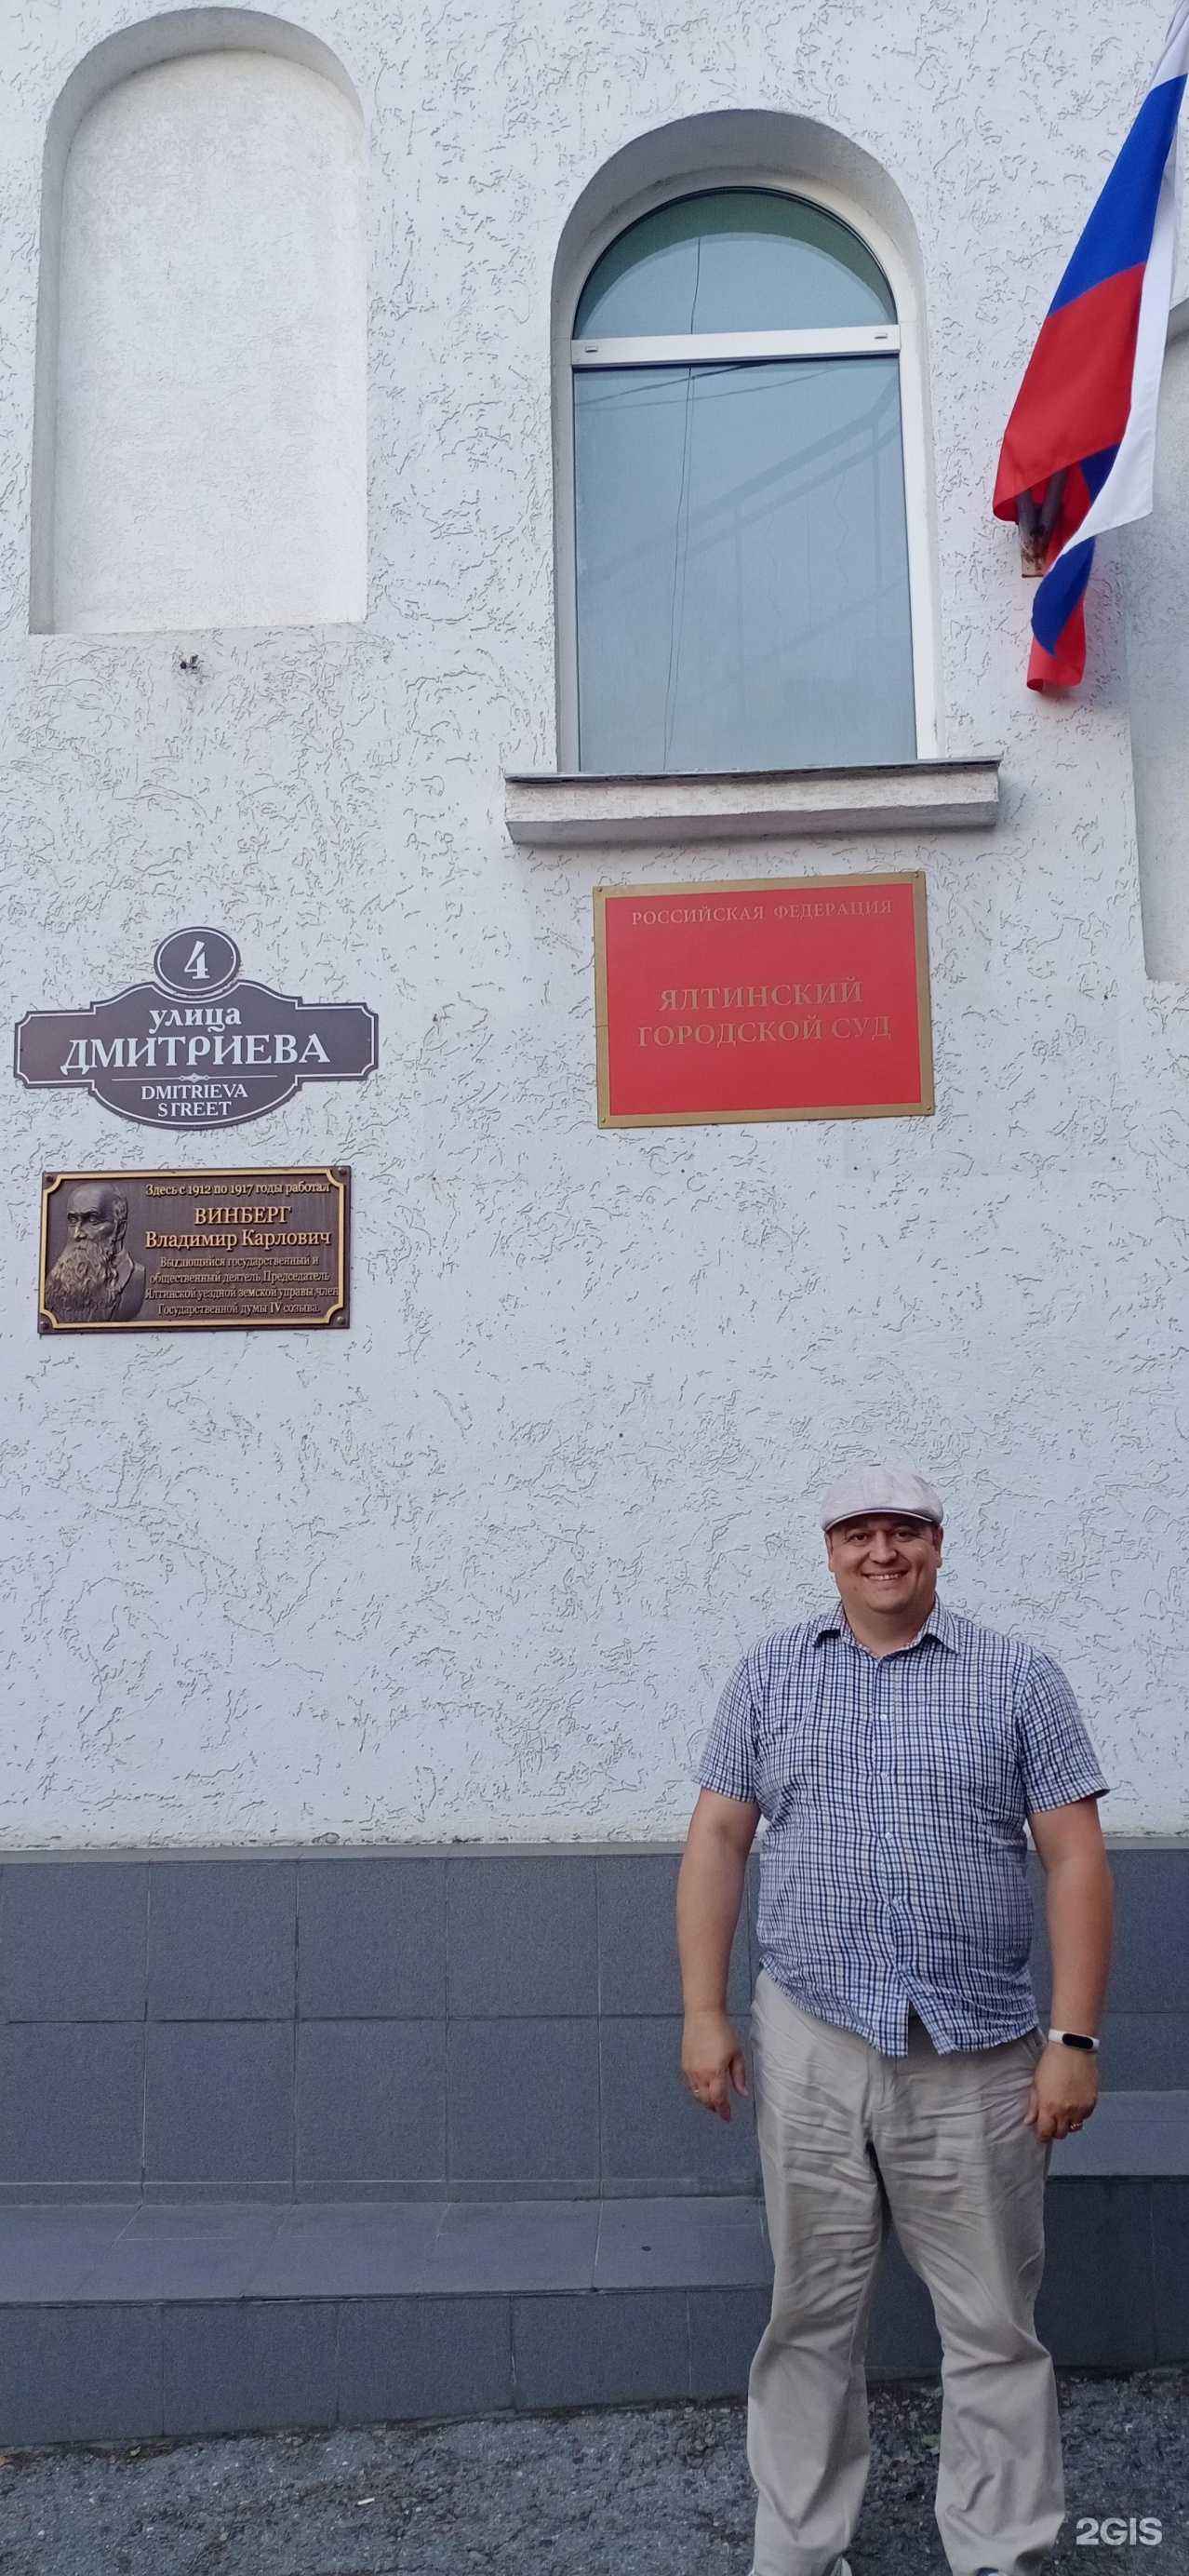 4
улица
ДМИТРИЕВА
DMITRIEVA
STREET
Здесь с 1912 по 1917 годы работал
ВИНБЕРГ
Владимир Карлович
Выдающийся государственный и
общественный деятель. Председатель
Ялтинской уездной земской управы, член
Государственной думы IV созыва.
РОССИЙСКАЯ ФЕДЕРАЦИЯ
ЯЛТИНСКИЙ
ГОРОДСКОЙ СУД
2GIS